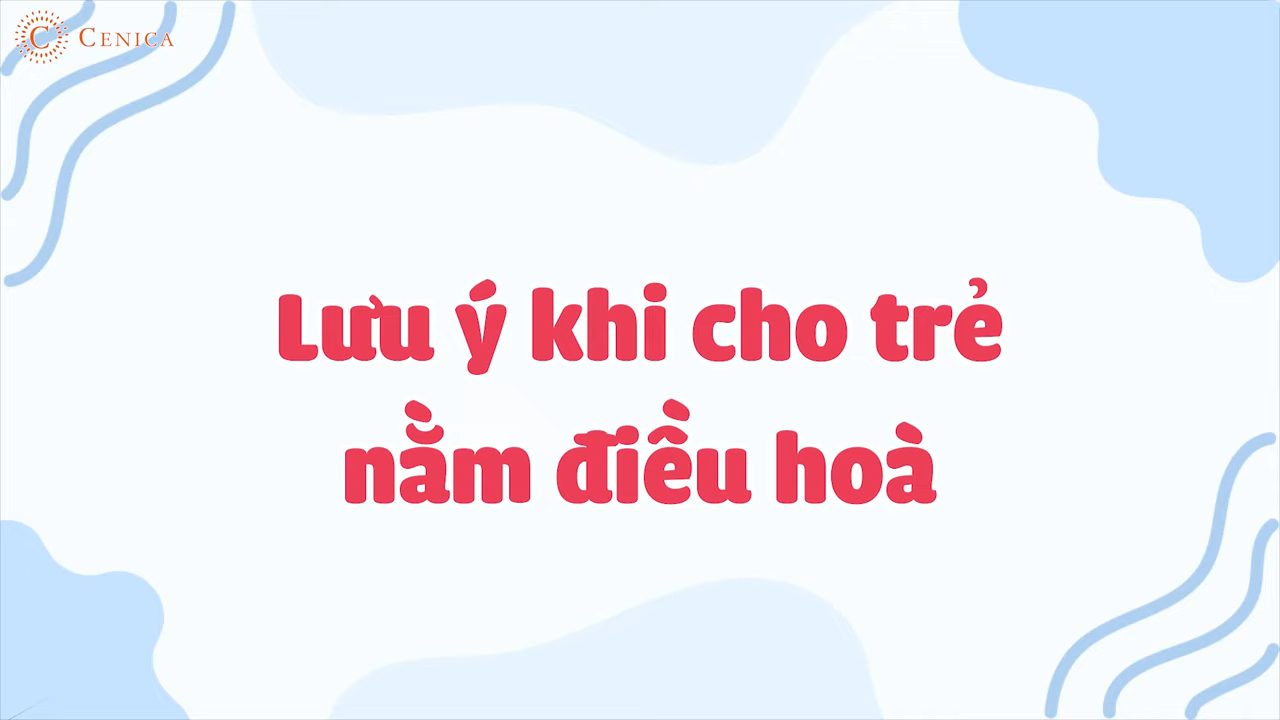 CENICA
Lưu ý khi cho trẻ
nằm điều hoà